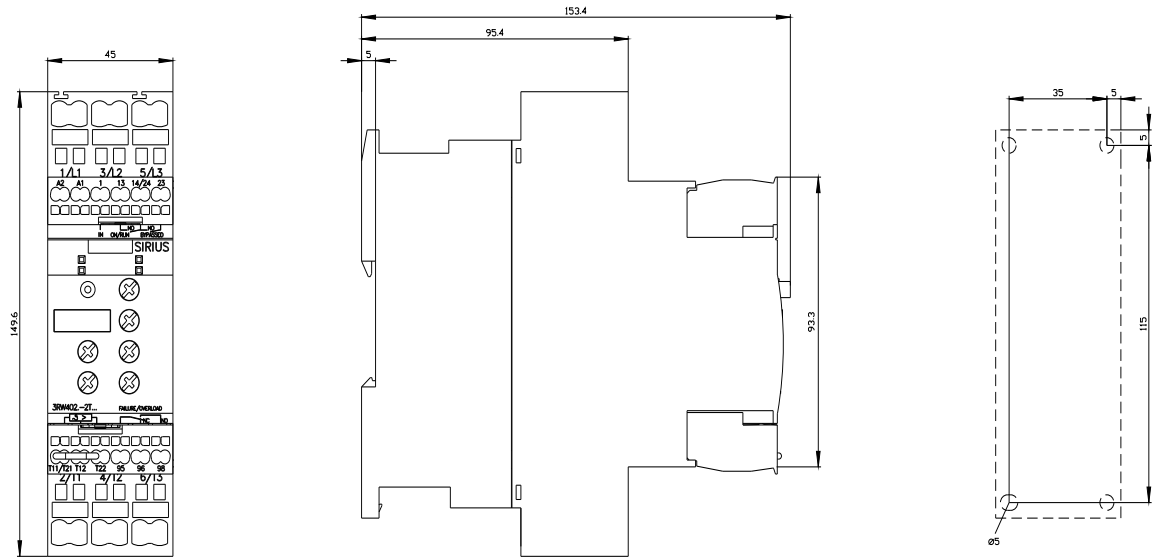 153.4
95.4
45
5
35
5
5
1/L1 3/L2 5/L3
A2 A1 1 13 14/24 23
NO NO
IN ON/RUN BYPASSED
SIRIUS
149.6
93.3
115
3RW402.-2T... FAILURE/OVERLOAD
NC NO
T11/T21 T12 T22 95 96 98
2/T1 4/T2 6/T3
ø5